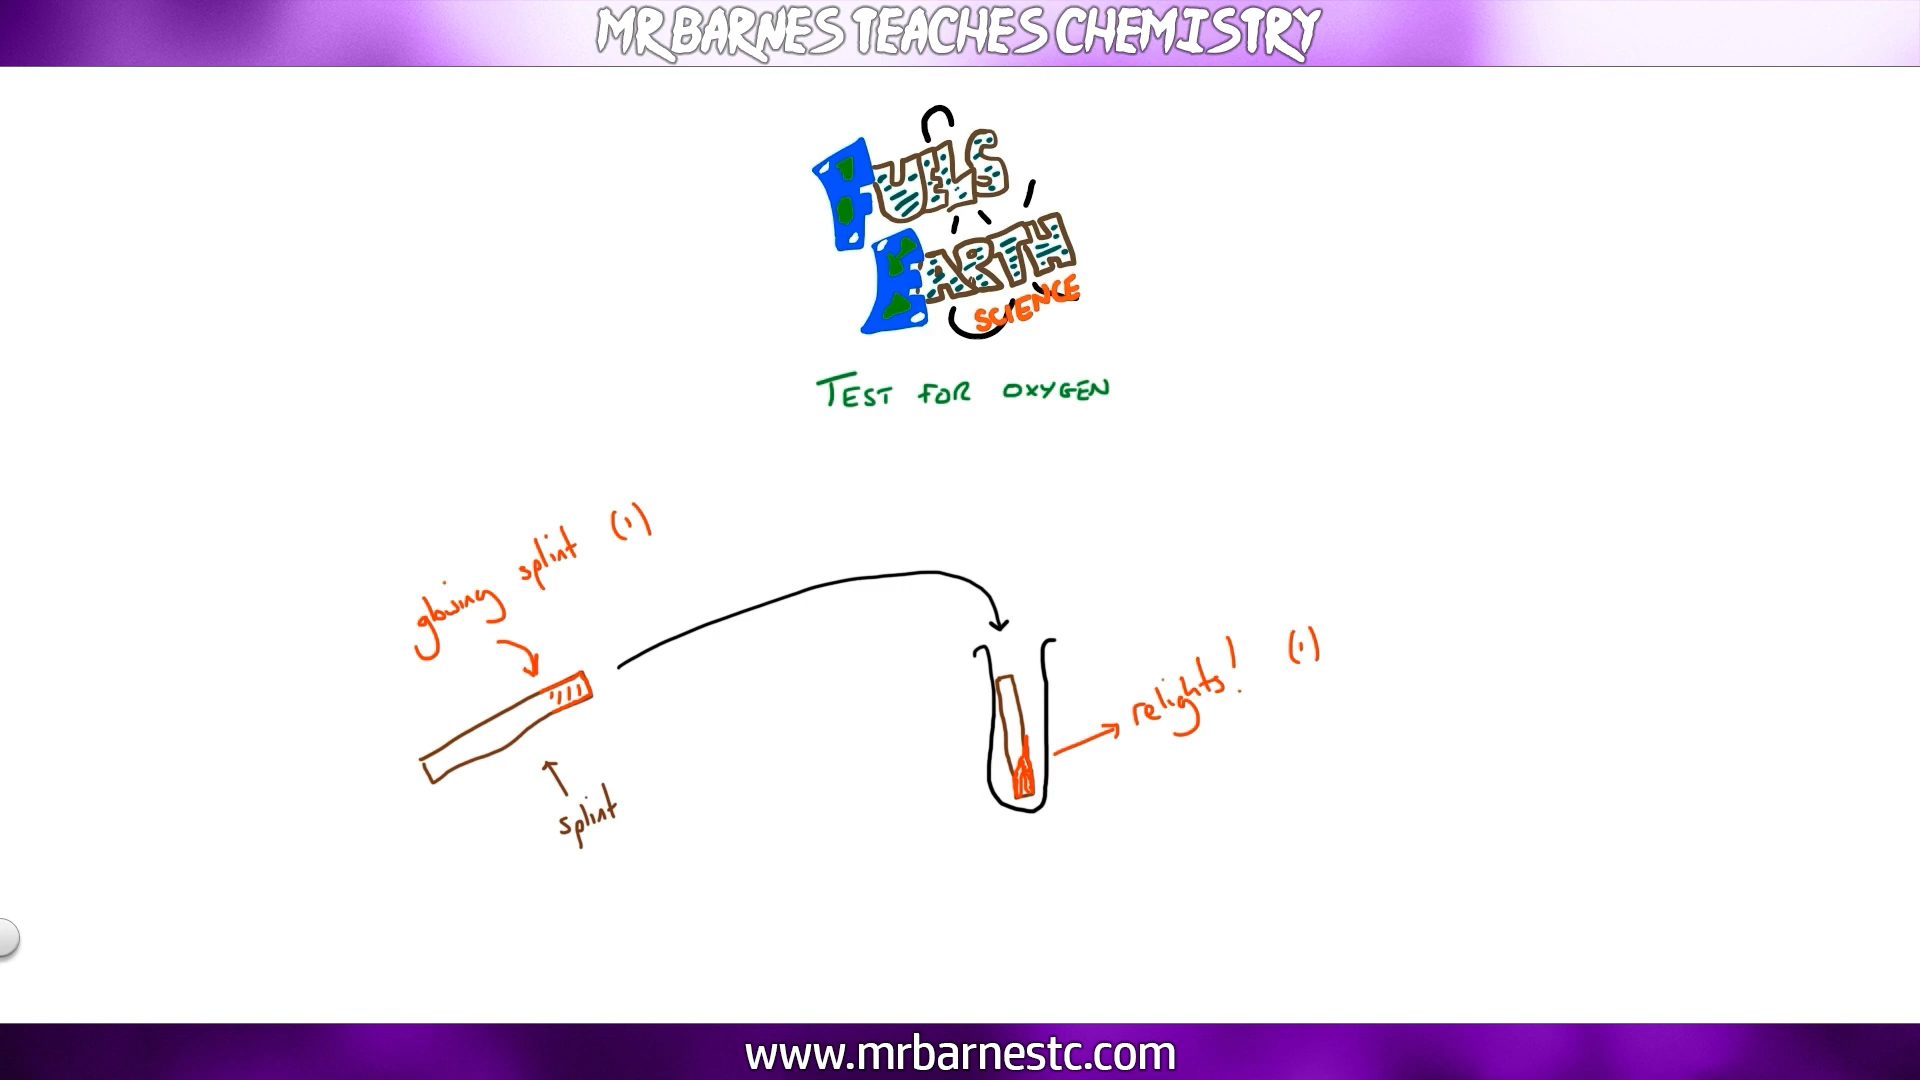 MR BARNES TEACHES CHEMISTRY
FUELS
EARTH
SCIENCE
TEST FOR OXYGEN
glowing splint (1)
relights! (1)
splint
www.mrbarnestc.com